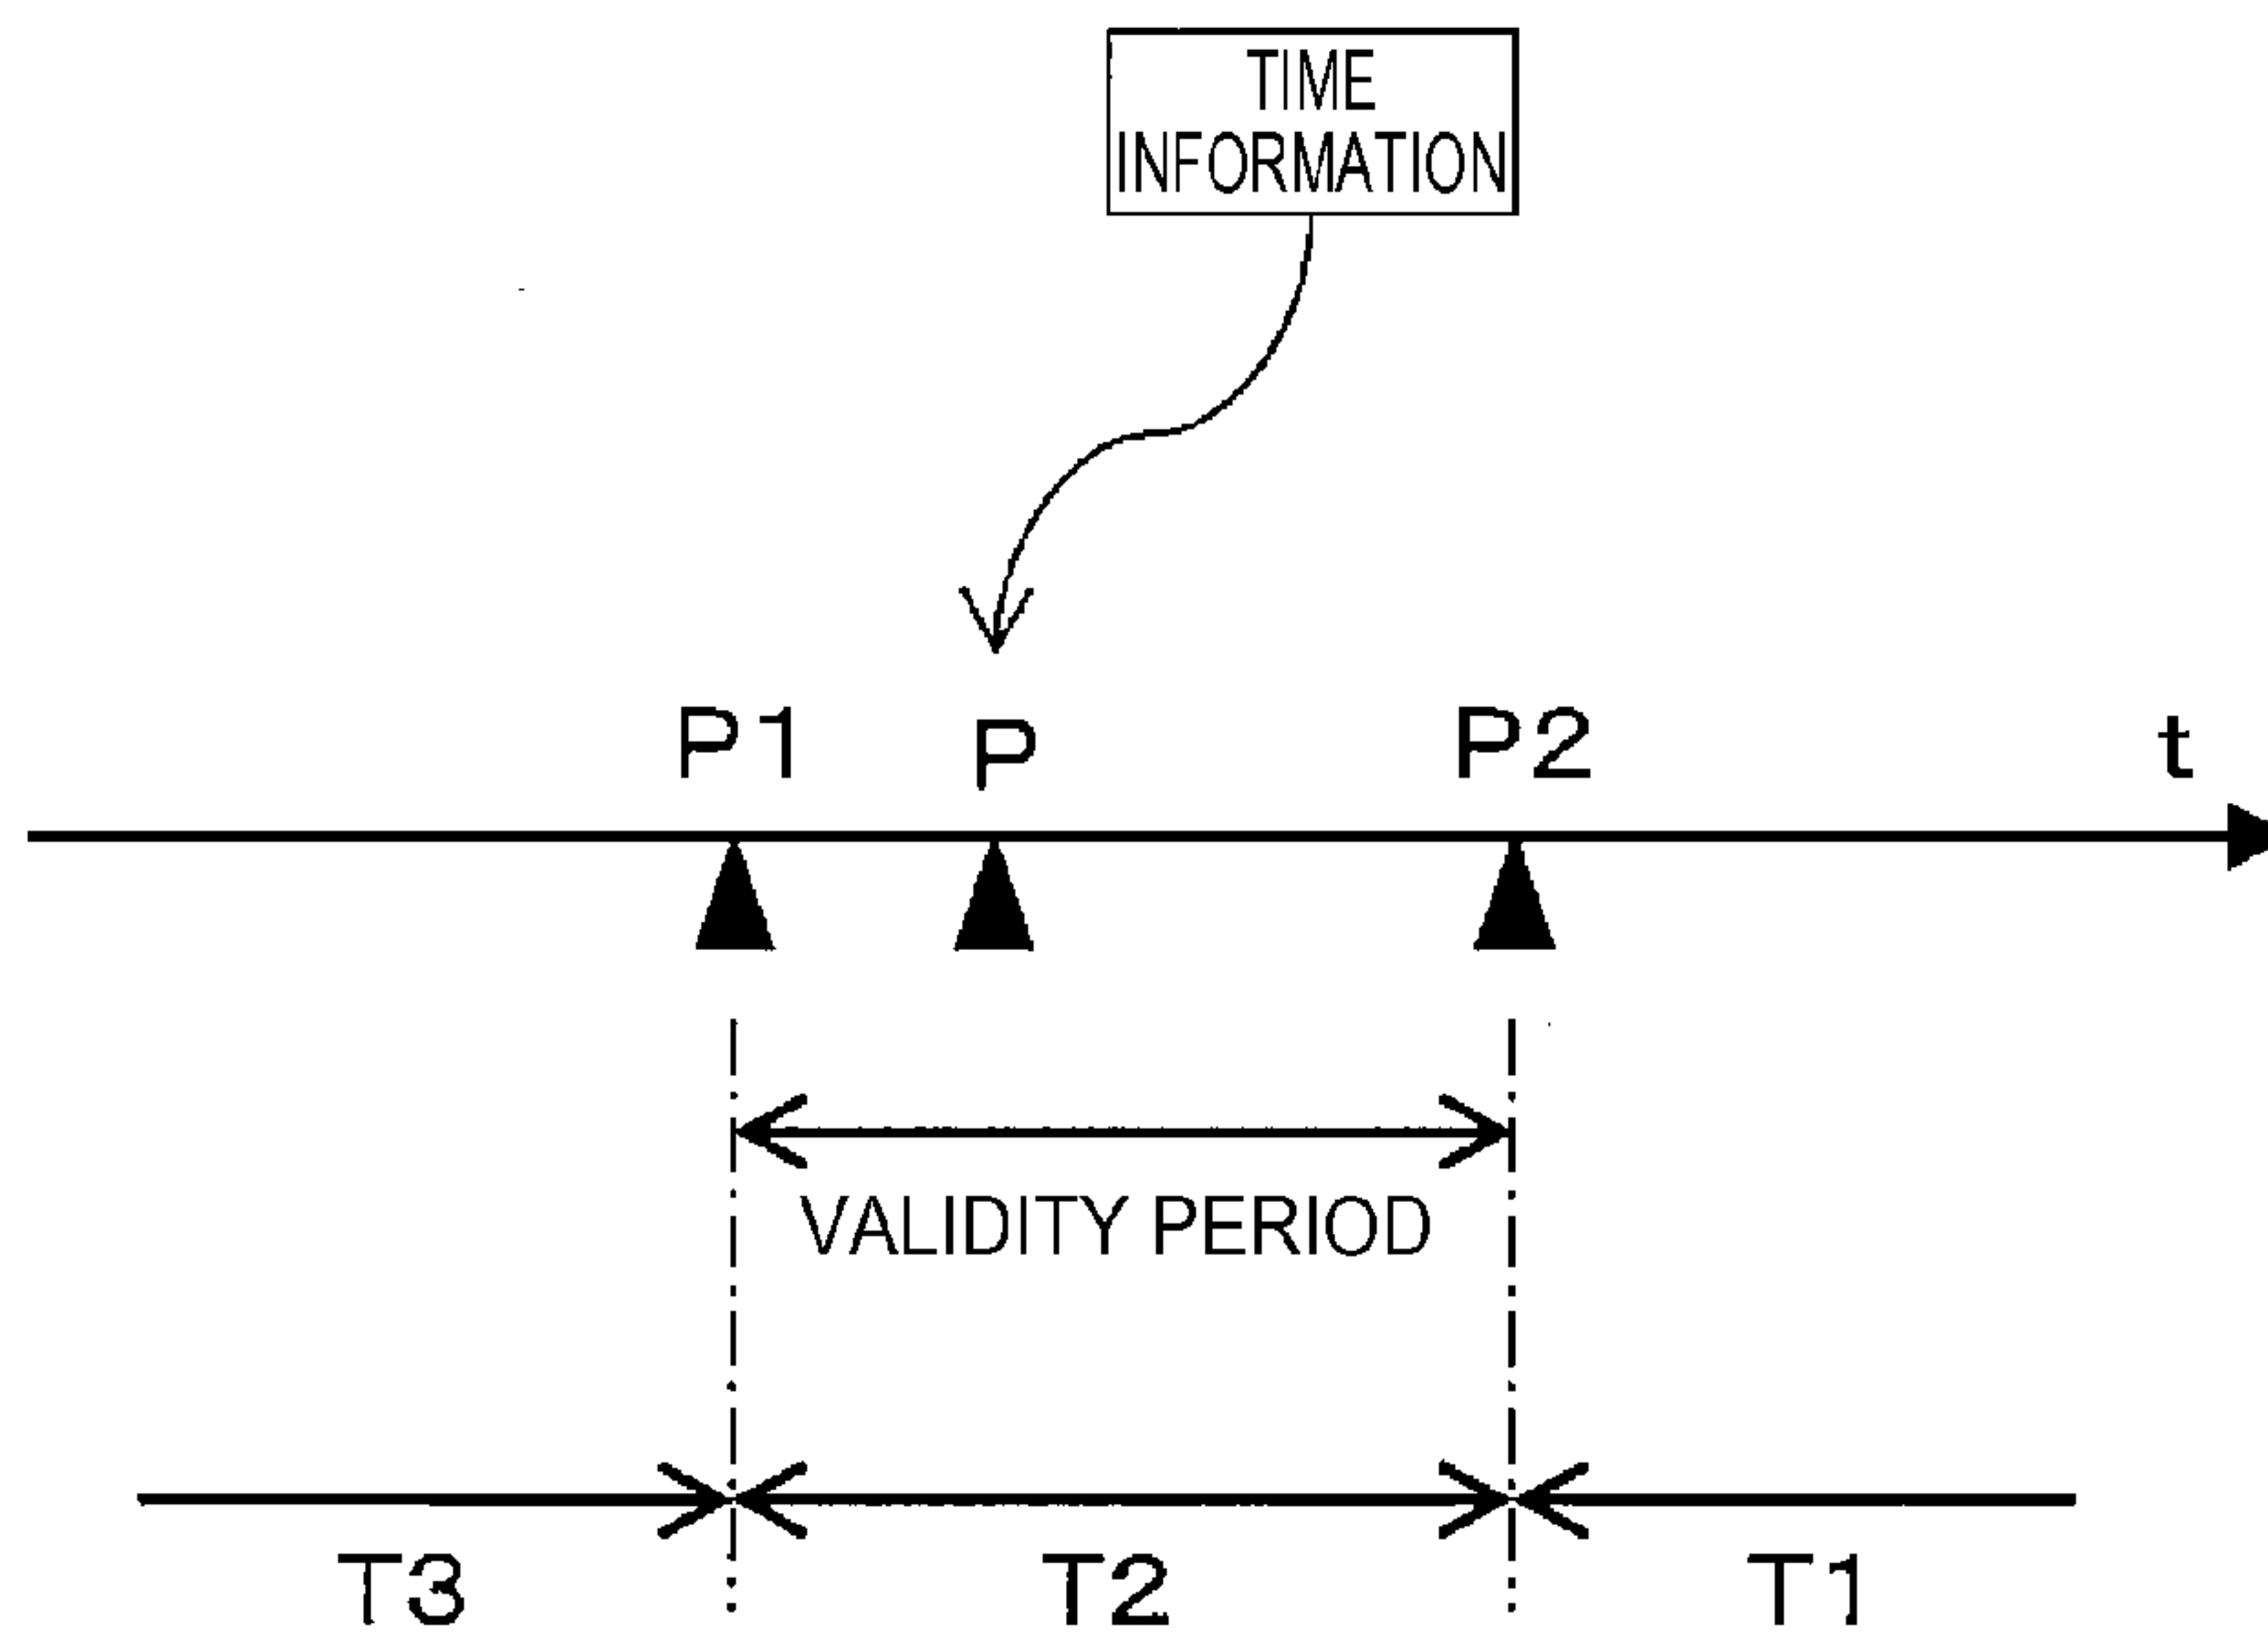 TIME
INFORMATION
P1 P P2 t
VALIDITY PERIOD
T3 T2 T1